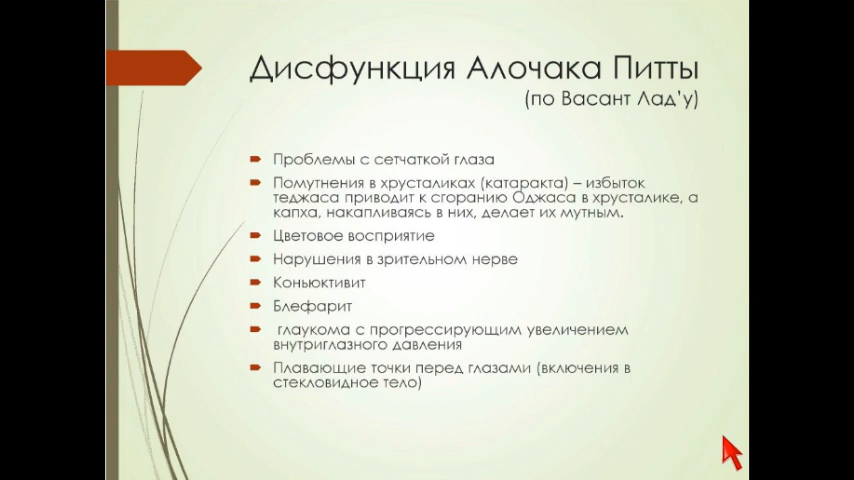 Дисфункция Алочака Питты
(по Васант Лад’у)
Проблемы с сетчаткой глаза
Помутнения в хрусталиках (катаракта) – избыток
теджаса приводит к сгоранию Оджаса в хрусталике, а
капха, накапливаясь в них, делает их мутным.
Цветовое восприятие
Нарушения в зрительном нерве
Коньюктивит
Блефарит
глаукома с прогрессирующим увеличением
внутриглазного давления
Плавающие точки перед глазами (включения в
стекловидное тело)